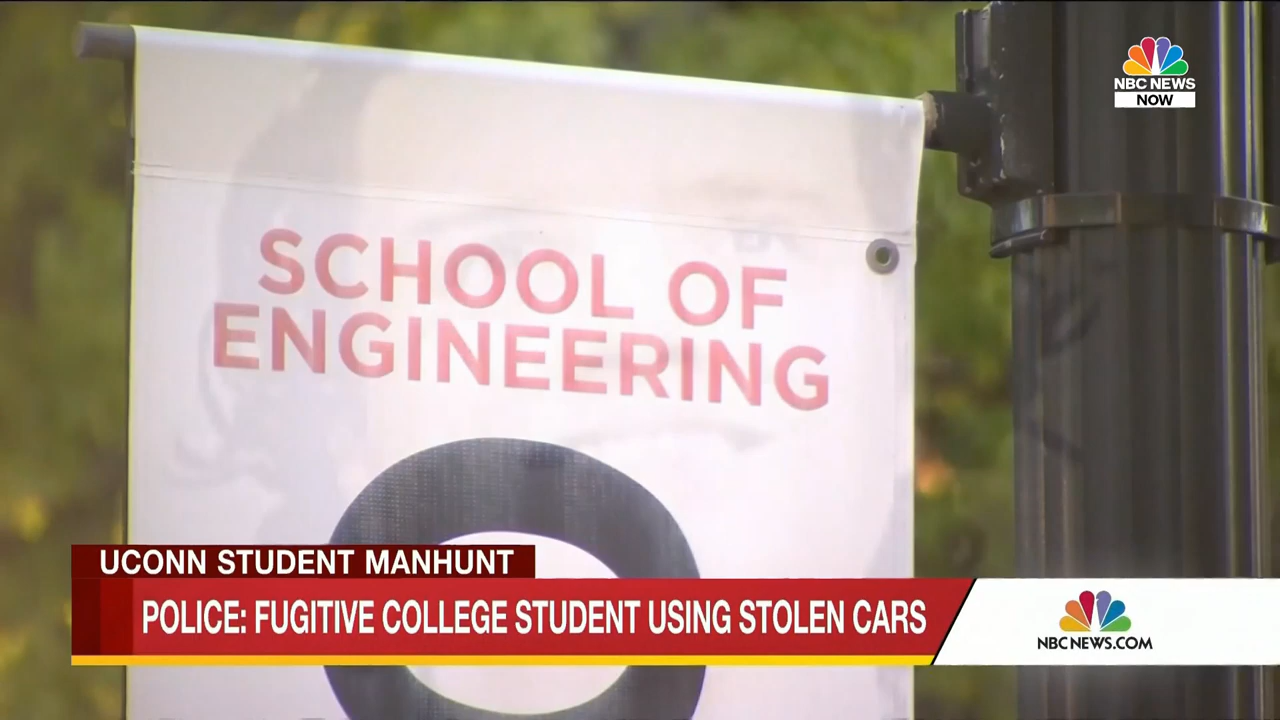 NBC NEWS
NOW
SCHOOL OF
ENGINEERING
UCONN STUDENT MANHUNT
POLICE: FUGITIVE COLLEGE STUDENT USING STOLEN CARS
NBCNEWS.COM